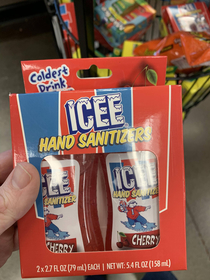 Coldest
Drink
ICEE
HAND SANITIZERS
ICEE
ICEE
CHERRY
CHERRY
2 x 2.7 FL OZ (79 mL) EACH | NET WT. 5.4 FL OZ (158 mL)